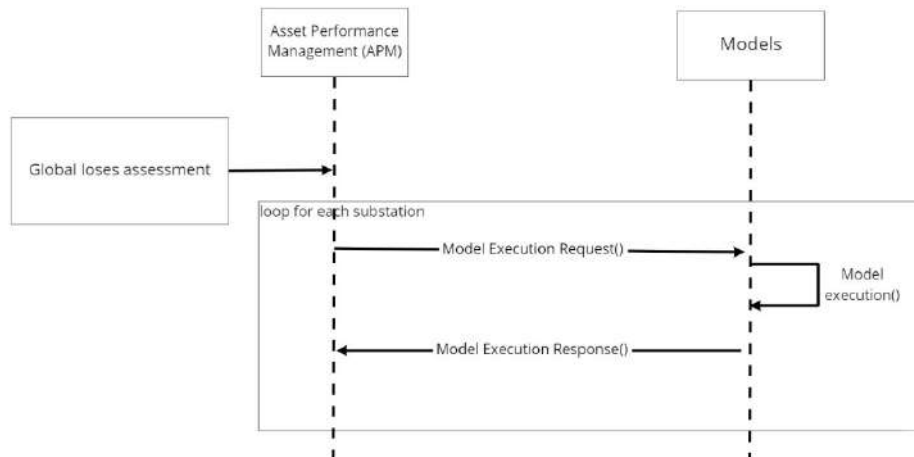 Asset Performance
Management (APM)
Models
Global loses assessment
loop for each substation
Model Execution Request()
Model
execution()
Model Execution Response()